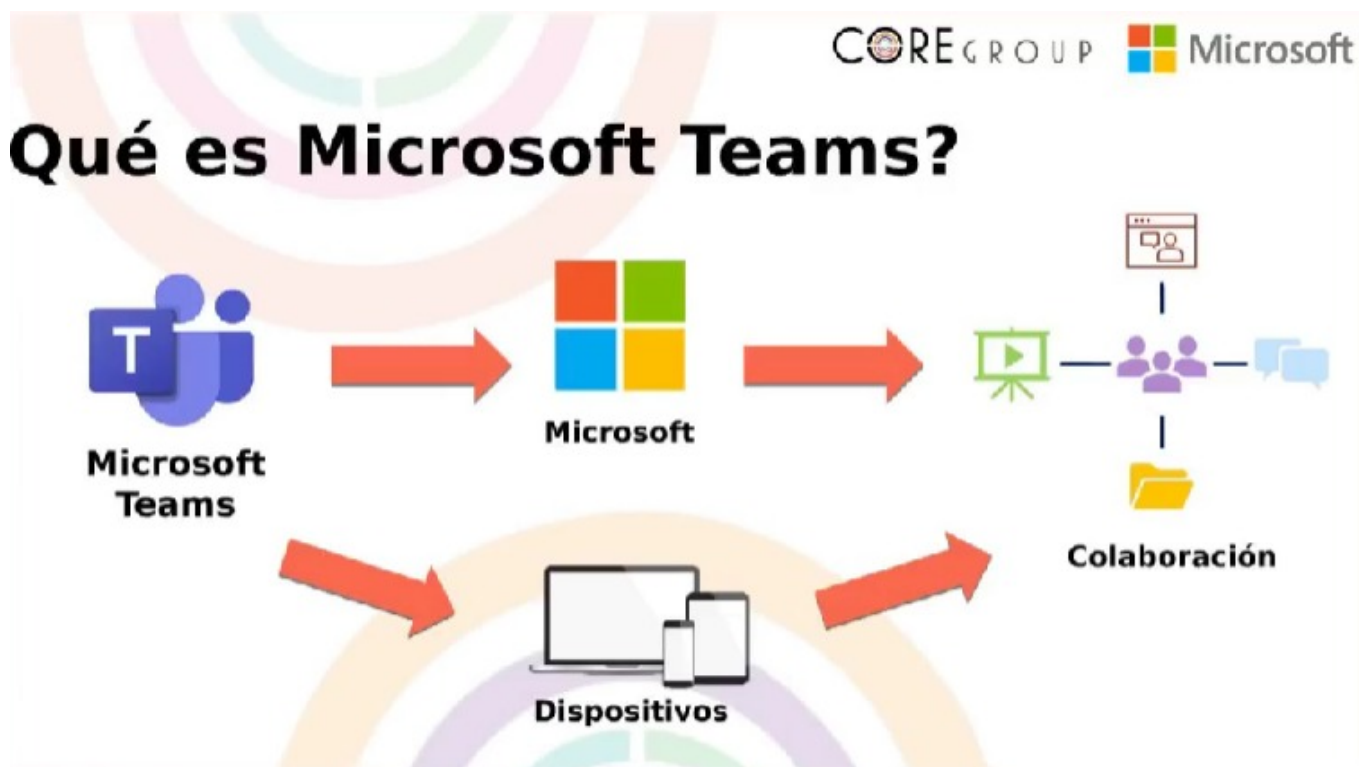 COREGROUP Microsoft
Qué es Microsoft Teams?
T
Microsoft
Teams
Microsoft
Colaboración
Dispositivos